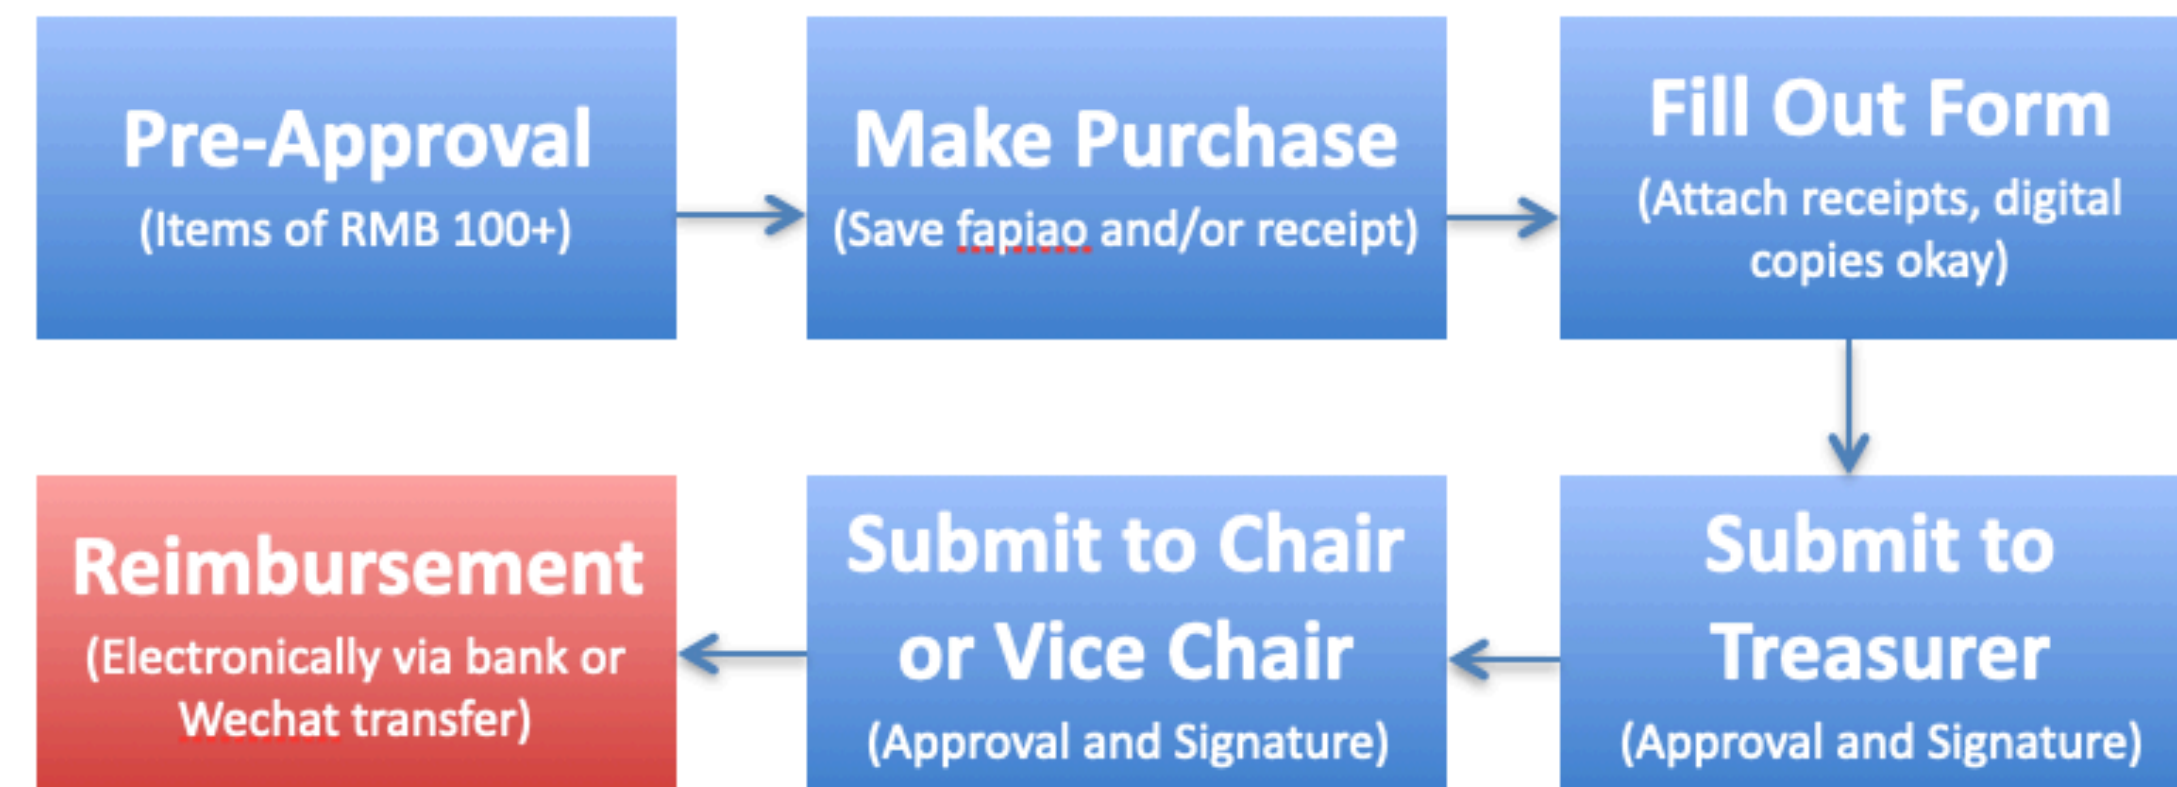 Pre-Approval
(Items of RMB 100+)
Make Purchase
(Save fapiao and/or receipt)
Fill Out Form
(Attach receipts, digital
copies okay)
Submit to
Treasurer
(Approval and Signature)
Submit to Chair
or Vice Chair
(Approval and Signature)
Reimbursement
(Electronically via bank or
Wechat transfer)